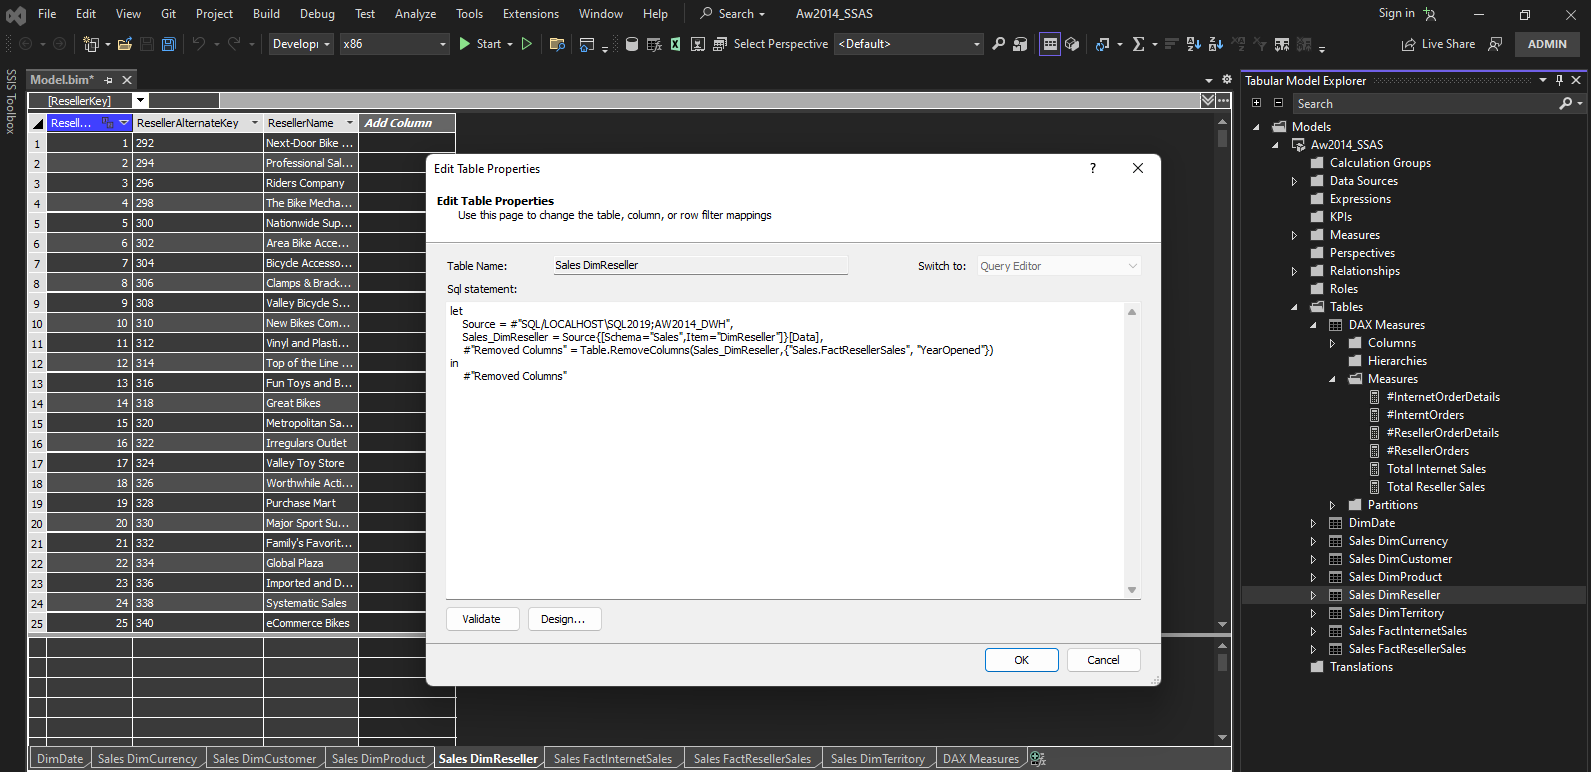 File Edit View Git Project Build Debug Test Analyze Tools Extensions Window Help Search Aw2014_SSAS Sign in
Developi x86 Start Select Perspective <Default> Live Share ADMIN
SSIS Toolbox
Model.bim*
[ResellerKey]
Resell... ResellerAlternateKey ResellerName Add Column
1 1 292 Next-Door Bike ...
2 2 294 Professional Sal...
3 3 296 Riders Company
4 4 298 The Bike Mecha...
5 5 300 Nationwide Sup...
6 6 302 Area Bike Acce...
7 7 304 Bicycle Accesso...
8 8 306 Clamps & Brack...
9 9 308 Valley Bicycle S...
10 10 310 New Bikes Com...
11 11 312 Vinyl and Plasti...
12 12 314 Top of the Line ...
13 13 316 Fun Toys and B...
14 14 318 Great Bikes
15 15 320 Metropolitan Sa...
16 16 322 Irregulars Outlet
17 17 324 Valley Toy Store
18 18 326 Worthwhile Acti...
19 19 328 Purchase Mart
20 20 330 Major Sport Su...
21 21 332 Family's Favorit...
22 22 334 Global Plaza
23 23 336 Imported and D...
24 24 338 Systematic Sales
25 25 340 eCommerce Bikes
Edit Table Properties ?
Edit Table Properties
Use this page to change the table, column, or row filter mappings
Table Name: Sales DimReseller Switch to: Query Editor
Sql statement:
let
Source = #"SQL/LOCALHOST\SQL2019;AW2014_DWH",
Sales_DimReseller = Source{[Schema="Sales",Item="DimReseller"]}[Data],
#"Removed Columns" = Table.RemoveColumns(Sales_DimReseller,{"Sales.FactResellerSales", "YearOpened"})
in
#"Removed Columns"
Validate Design...
OK Cancel
DimDate Sales DimCurrency Sales DimCustomer Sales DimProduct Sales DimReseller Sales FactInternetSales Sales FactResellerSales Sales DimTerritory DAX Measures
Tabular Model Explorer
Search
Models
Aw2014_SSAS
Calculation Groups
Data Sources
Expressions
KPIs
Measures
Perspectives
Relationships
Roles
Tables
DAX Measures
Columns
Hierarchies
Measures
#InternetOrderDetails
#InterntOrders
#ResellerOrderDetails
#ResellerOrders
Total Internet Sales
Total Reseller Sales
Partitions
DimDate
Sales DimCurrency
Sales DimCustomer
Sales DimProduct
Sales DimReseller
Sales DimTerritory
Sales FactInternetSales
Sales FactResellerSales
Translations